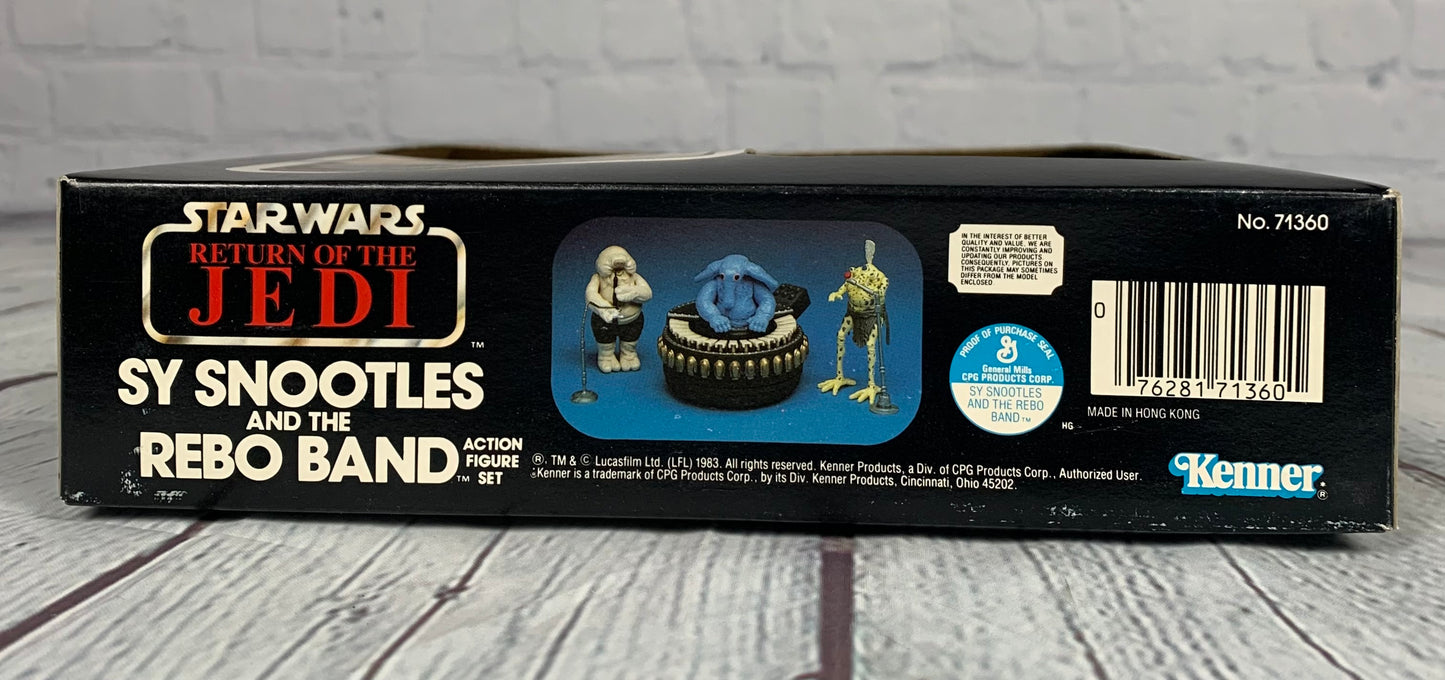 STAR WARS
RETURN OF THE
JEDI
TM
SY SNOOTLES
AND THE
REBO BAND TM
ACTION
FIGURE
SET
®, TM & © Lucasfilm Ltd. (LFL) 1983. All rights reserved. Kenner Products, a Div. of CPG Products Corp., Authorized User.
Kenner is a trademark of CPG Products Corp., by its Div. Kenner Products, Cincinnati, Ohio 45202.
IN THE INTEREST OF BETTER
QUALITY AND VALUE, WE ARE
CONSTANTLY IMPROVING AND
UPDATING OUR PRODUCTS.
CONSEQUENTLY, PICTURES ON
THIS PACKAGE MAY SOMETIMES
DIFFER FROM THE MODEL
ENCLOSED.
PROOF OF PURCHASE SEAL
G
General Mills
CPG PRODUCTS CORP.
SY SNOOTLES
AND THE REBO
BAND TM
HG
No. 71360
0 76281 71360
MADE IN HONG KONG
Kenner ®